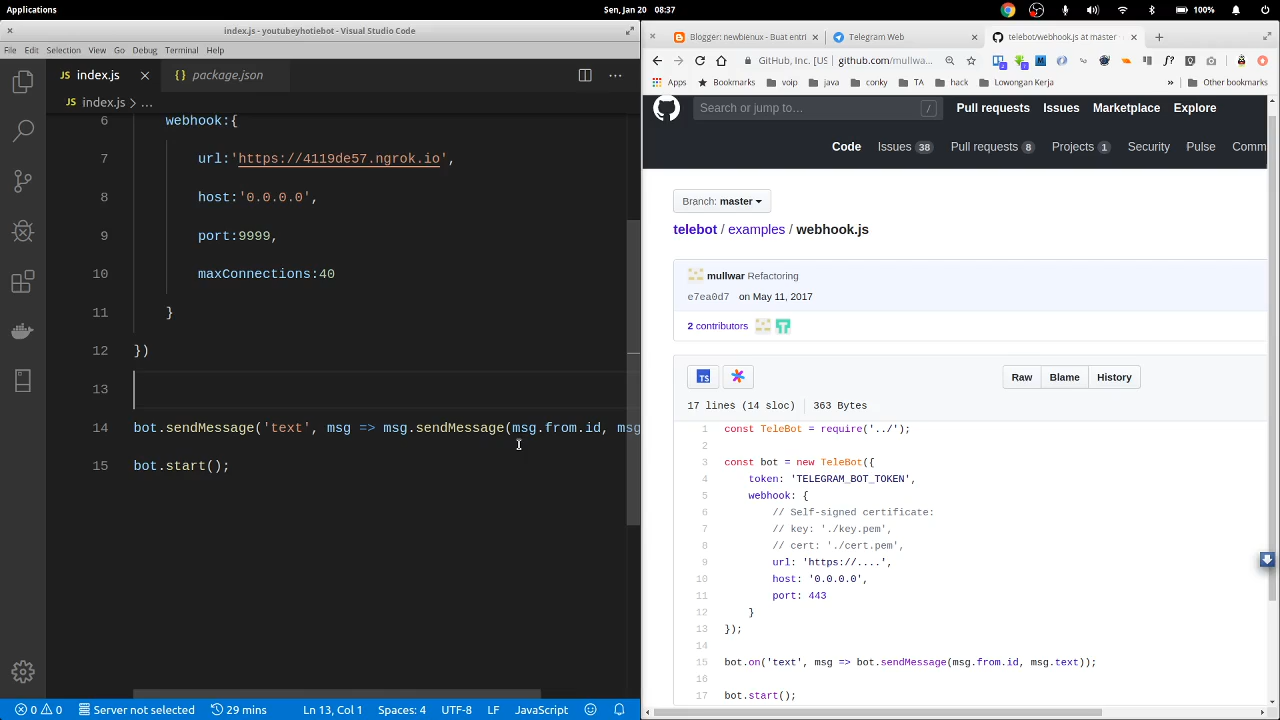 Applications
Sen, Jan 20 08:37
100%
index.js - youtubeyhotiebot - Visual Studio Code
File Edit Selection View Go Debug Terminal Help
JS index.js
{ } package.json
JS index.js > ...
6 webhook:{
7 url:'https://4119de57.ngrok.io',
8 host:'0.0.0.0',
9 port:9999,
10 maxConnections:40
11 }
12 })
13
14 bot.sendMessage('text', msg => msg.sendMessage(msg.from.id, msg
15 bot.start();
0 0 Server not selected 29 mins Ln 13, Col 1 Spaces: 4 UTF-8 LF JavaScript
Blogger: newbienux - Buat entri
Telegram Web
telebot/webhook.js at master
GitHub, Inc. github.com/mullwa...
Apps Bookmarks voip java conky TA hack Lowongan Kerja » Other bookmarks
Search or jump to... /
Pull requests Issues Marketplace Explore
Code Issues 38 Pull requests 8 Projects 1 Security Pulse Comm
Branch: master
telebot / examples / webhook.js
mullwar Refactoring
e7ea0d7 on May 11, 2017
2 contributors
TS
Raw Blame History
17 lines (14 sloc) 363 Bytes
1 const TeleBot = require('../');
2
3 const bot = new TeleBot({
4 token: 'TELEGRAM_BOT_TOKEN',
5 webhook: {
6 // Self-signed certificate:
7 // key: './key.pem',
8 // cert: './cert.pem',
9 url: 'https://....',
10 host: '0.0.0.0',
11 port: 443
12 }
13 });
14
15 bot.on('text', msg => bot.sendMessage(msg.from.id, msg.text));
16
17 bot.start();